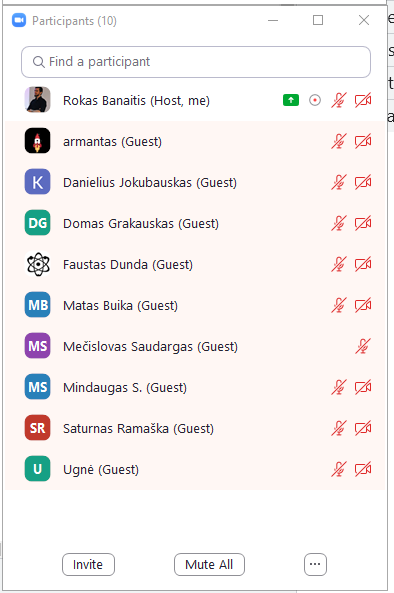 Participants (10)
Find a participant
Rokas Banaitis (Host, me)
armantas (Guest)
K Danielius Jokubauskas (Guest)
DG Domas Grakauskas (Guest)
Faustas Dunda (Guest)
MB Matas Buika (Guest)
MS Mečislovas Saudargas (Guest)
MS Mindaugas S. (Guest)
SR Saturnas Ramaška (Guest)
U Ugnė (Guest)
Invite Mute All ...